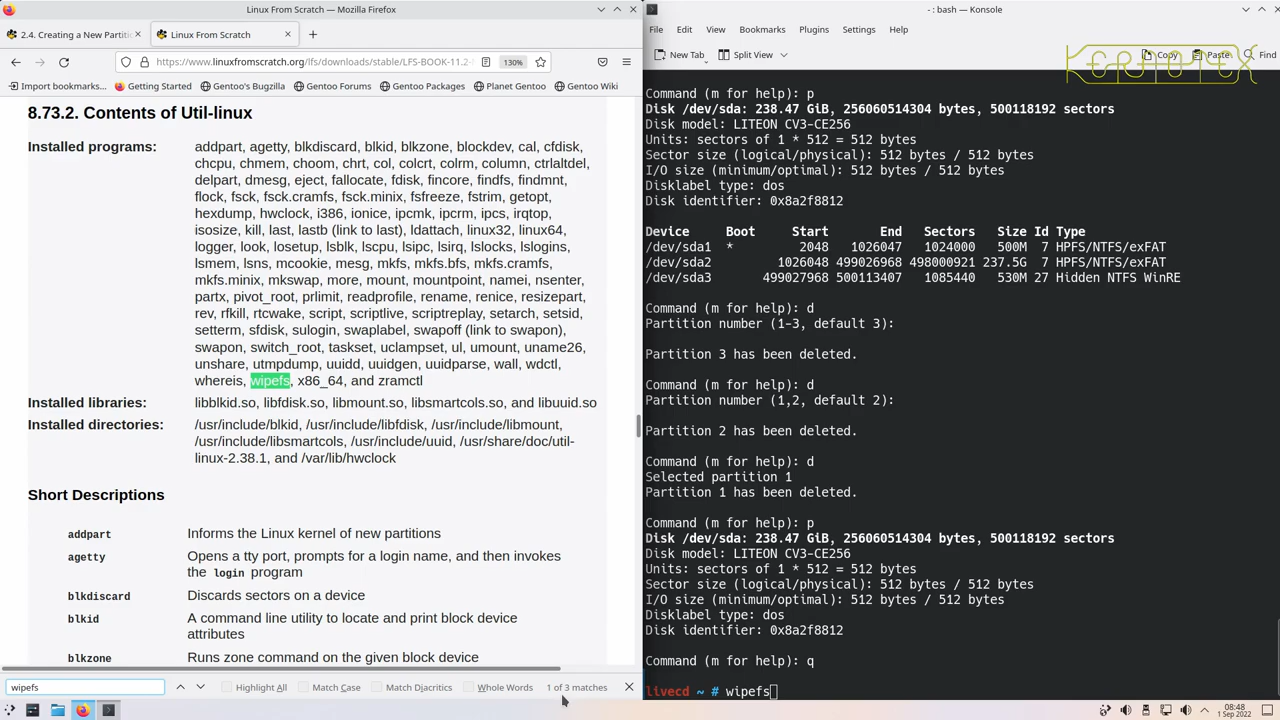 Linux From Scratch — Mozilla Firefox
2.4. Creating a New Partiti
Linux From Scratch
https://www.linuxfromscratch.org/lfs/downloads/stable/LFS-BOOK-11.2-
130%
Import bookmarks...
Getting Started
Gentoo's Bugzilla
Gentoo Forums
Gentoo Packages
Planet Gentoo
Gentoo Wiki
8.73.2. Contents of Util-linux
Installed programs:
addpart, agetty, blkdiscard, blkid, blkzone, blockdev, cal, cfdisk,
chcpu, chmem, choom, chrt, col, colcrt, colrm, column, ctrlaltdel,
delpart, dmesg, eject, fallocate, fdisk, fincore, findfs, findmnt,
flock, fsck, fsck.cramfs, fsck.minix, fsfreeze, fstrim, getopt,
hexdump, hwclock, i386, ionice, ipcmk, ipcrm, ipcs, irqtop,
isosize, kill, last, lastb (link to last), ldattach, linux32, linux64,
logger, look, losetup, lsblk, lscpu, lsipc, lsirq, lslocks, lslogins,
lsmem, lsns, mcookie, mesg, mkfs, mkfs.bfs, mkfs.cramfs,
mkfs.minix, mkswap, more, mount, mountpoint, namei, nsenter,
partx, pivot_root, prlimit, readprofile, rename, renice, resizepart,
rev, rfkill, rtcwake, script, scriptlive, scriptreplay, setarch, setsid,
setterm, sfdisk, sulogin, swaplabel, swapoff (link to swapon),
swapon, switch_root, taskset, uclampset, ul, umount, uname26,
unshare, utmpdump, uuidd, uuidgen, uuidparse, wall, wdctl,
whereis, wipefs, x86_64, and zramctl
Installed libraries:
libblkid.so, libfdisk.so, libmount.so, libsmartcols.so, and libuuid.so
Installed directories:
/usr/include/blkid, /usr/include/libfdisk, /usr/include/libmount,
/usr/include/libsmartcols, /usr/include/uuid, /usr/share/doc/util-
linux-2.38.1, and /var/lib/hwclock
Short Descriptions
addpart Informs the Linux kernel of new partitions
agetty Opens a tty port, prompts for a login name, and then invokes
the login program
blkdiscard Discards sectors on a device
blkid A command line utility to locate and print block device
attributes
blkzone Runs zone command on the given block device
wipefs
Highlight All
Match Case
Match Diacritics
Whole Words
1 of 3 matches
- : bash — Konsole
File Edit View Bookmarks Plugins Settings Help
New Tab
Split View
Copy
Paste
Find
KERNOTEX
Command (m for help): p
Disk /dev/sda: 238.47 GiB, 256060514304 bytes, 500118192 sectors
Disk model: LITEON CV3-CE256
Units: sectors of 1 * 512 = 512 bytes
Sector size (logical/physical): 512 bytes / 512 bytes
I/O size (minimum/optimal): 512 bytes / 512 bytes
Disklabel type: dos
Disk identifier: 0x8a2f8812
Device Boot Start End Sectors Size Id Type
/dev/sda1 * 2048 1026047 1024000 500M 7 HPFS/NTFS/exFAT
/dev/sda2 1026048 499026968 498000921 237.5G 7 HPFS/NTFS/exFAT
/dev/sda3 499027968 500113407 1085440 530M 27 Hidden NTFS WinRE
Command (m for help): d
Partition number (1-3, default 3):
Partition 3 has been deleted.
Command (m for help): d
Partition number (1,2, default 2):
Partition 2 has been deleted.
Command (m for help): d
Selected partition 1
Partition 1 has been deleted.
Command (m for help): p
Disk /dev/sda: 238.47 GiB, 256060514304 bytes, 500118192 sectors
Disk model: LITEON CV3-CE256
Units: sectors of 1 * 512 = 512 bytes
Sector size (logical/physical): 512 bytes / 512 bytes
I/O size (minimum/optimal): 512 bytes / 512 bytes
Disklabel type: dos
Disk identifier: 0x8a2f8812
Command (m for help): q
livecd ~ # wipefs
08:48
1 Sep 2022